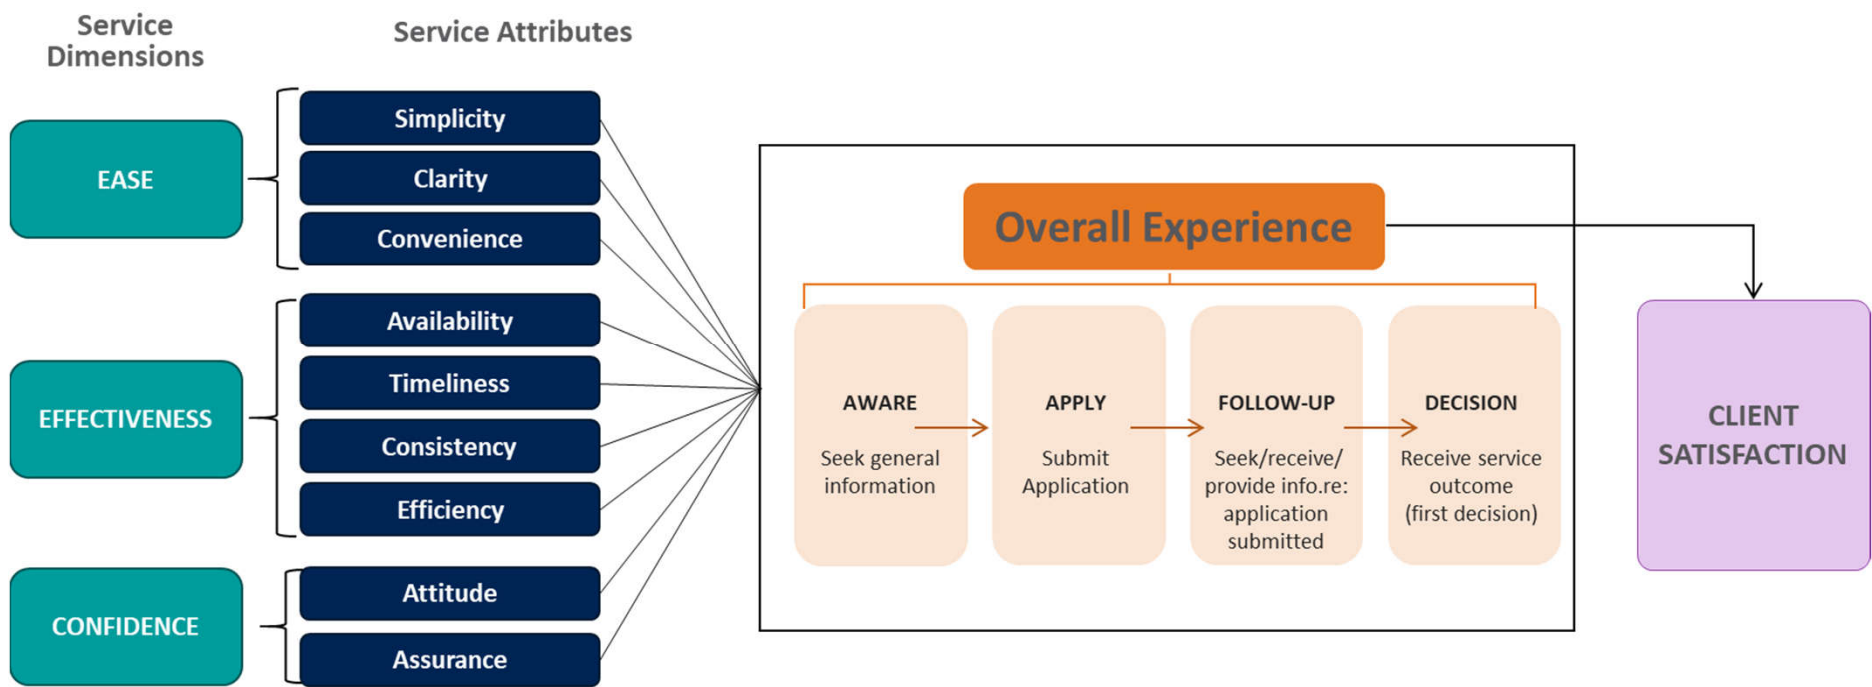 Service
Dimensions
Service Attributes
EASE
Simplicity
Clarity
Convenience
EFFECTIVENESS
Availability
Timeliness
Consistency
Efficiency
CONFIDENCE
Attitude
Assurance
Overall Experience
AWARE
Seek general
information
APPLY
Submit
Application
FOLLOW-UP
Seek/receive/
provide info.re:
application
submitted
DECISION
Receive service
outcome
(first decision)
CLIENT
SATISFACTION